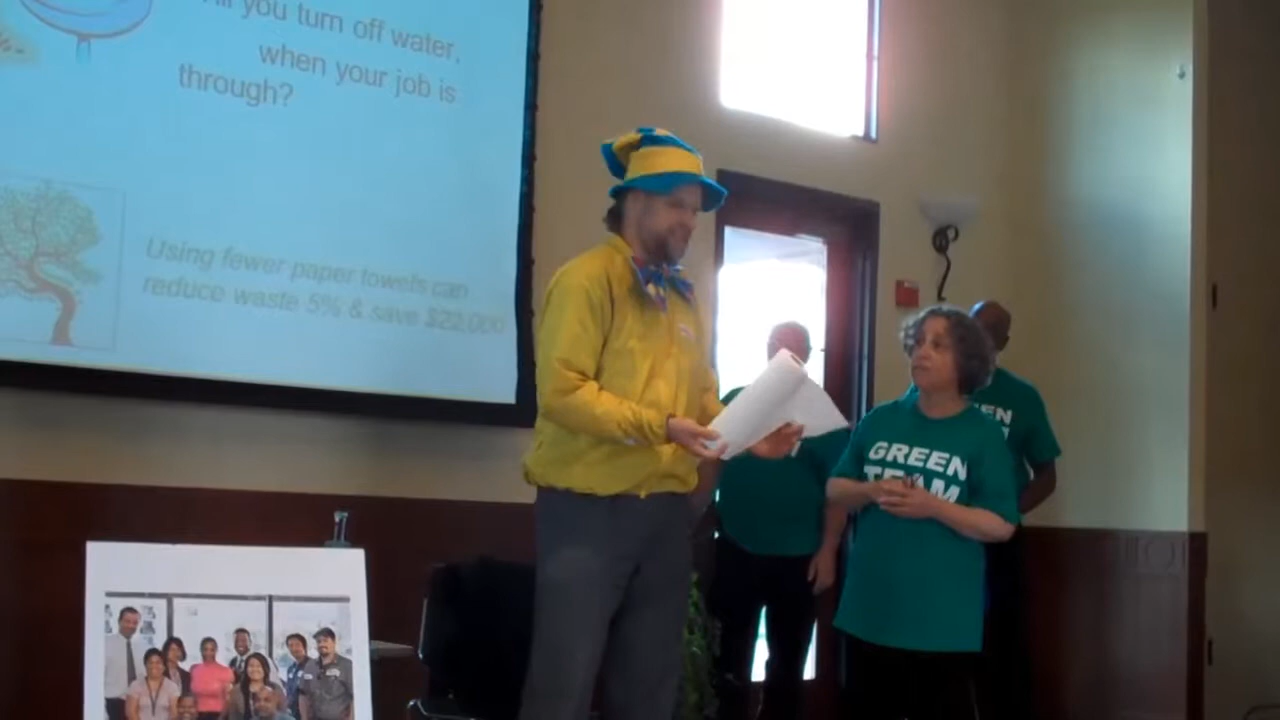 you turn off water,
when your job is
through?
Using fewer paper towels can
reduce waste 5% & save $22,000
GREEN
TEAM
EN